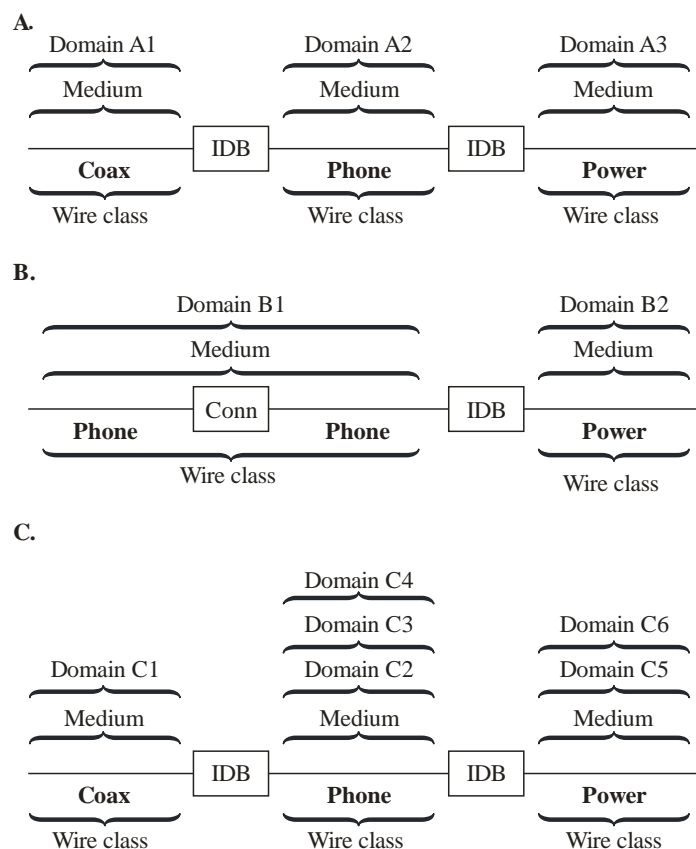 A.
Domain A1 Domain A2 Domain A3
Medium Medium Medium
IDB IDB
Coax Phone Power
Wire class Wire class Wire class
B.
Domain B1 Domain B2
Medium Medium
Conn IDB
Phone Phone Power
Wire class Wire class
C.
Domain C4
Domain C3 Domain C6
Domain C1 Domain C2 Domain C5
Medium Medium Medium
IDB IDB
Coax Phone Power
Wire class Wire class Wire class